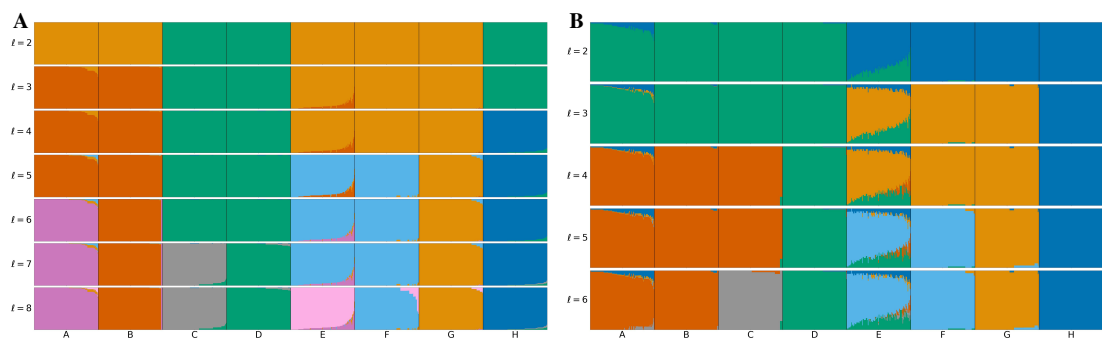 A
ℓ = 2
ℓ = 3
ℓ = 4
ℓ = 5
ℓ = 6
ℓ = 7
ℓ = 8
A B C D E F G H
B
ℓ = 2
ℓ = 3
ℓ = 4
ℓ = 5
ℓ = 6
A B C D E F G H